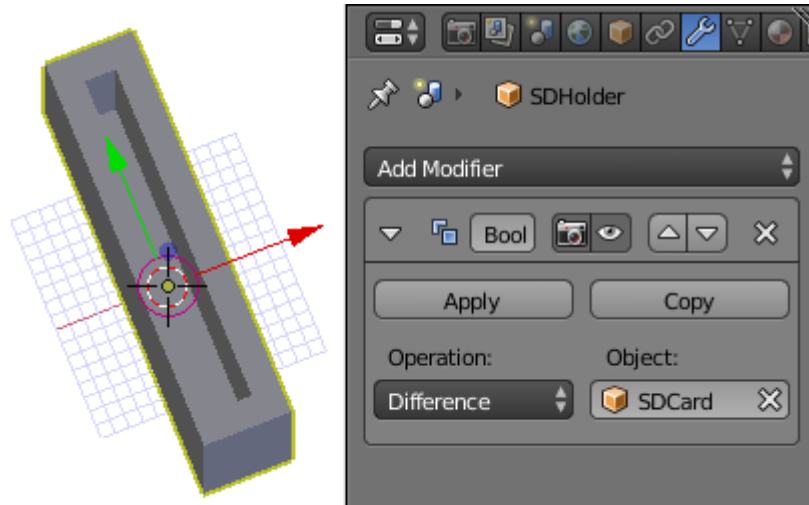 SDHolder
Add Modifier
Bool
Apply Copy
Operation: Object:
Difference SDCard